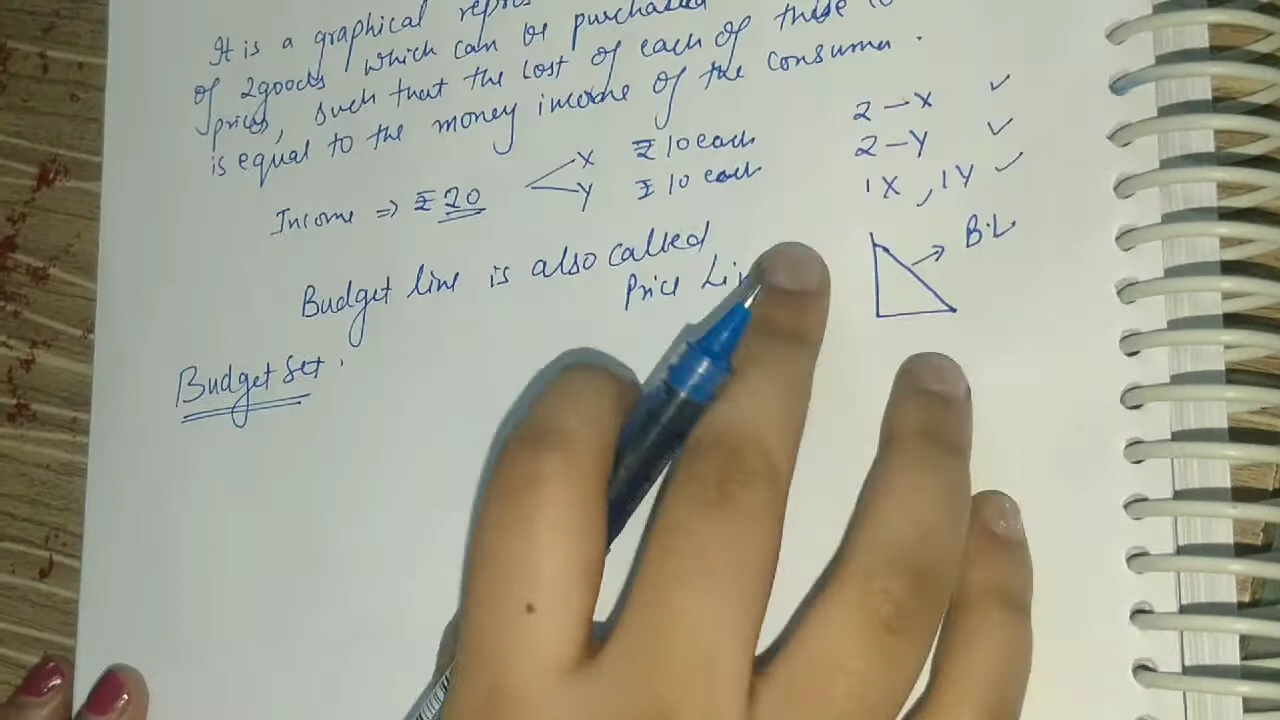 It is a graphical
of 2goods which can be purchased
prices, such that the cost of each of these
is equal to the money income of the consumer.
Income => ₹ 20
X ₹ 10 each
Y ₹ 10 each
2 - X ✓
2 - Y ✓
1X , 1Y ✓
Budget line is also called
Price
B.L
Budget Set.